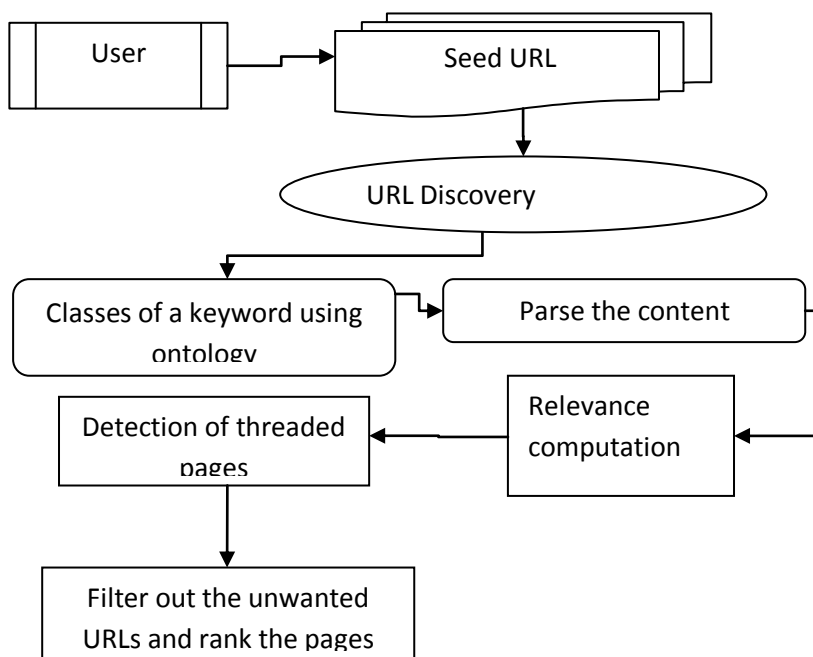 User
Seed URL
URL Discovery
Classes of a keyword using
ontology
Parse the content
Relevance
computation
Detection of threaded
pages
Filter out the unwanted
URLs and rank the pages